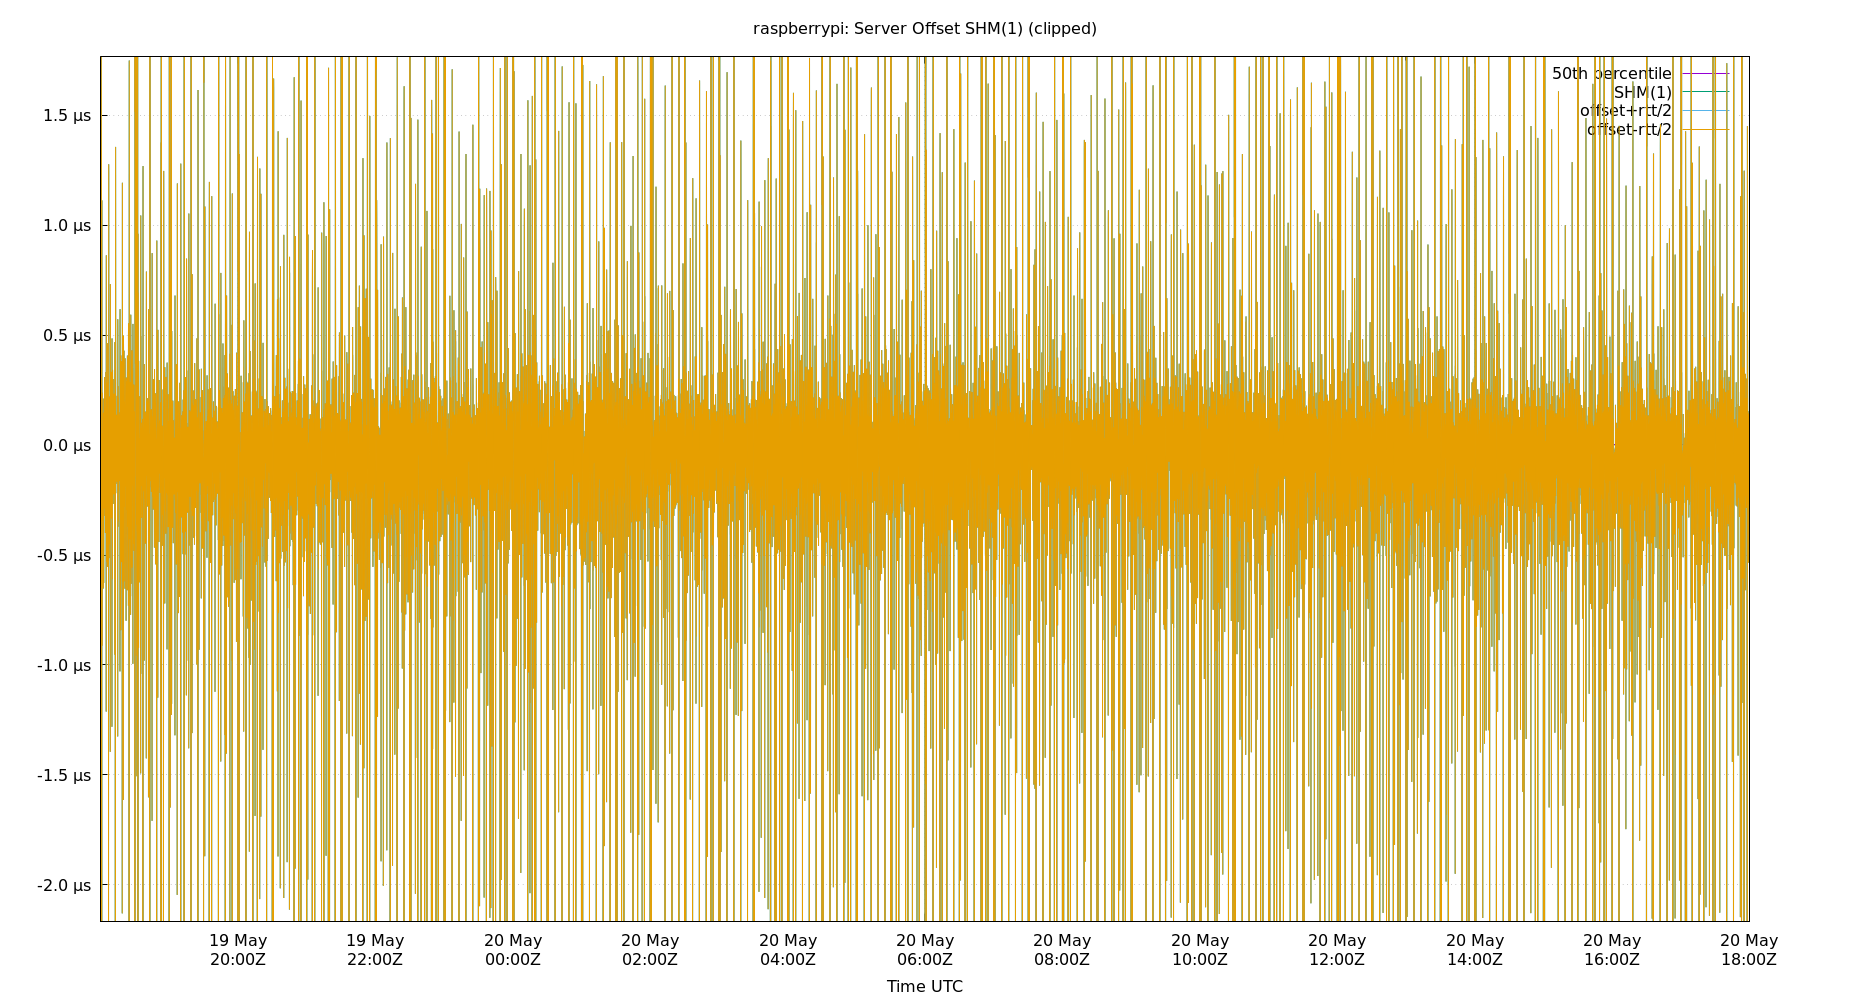 raspberrypi: Server Offset SHM(1) (clipped)
50th percentile
SHM(1)
offset+rtt/2
offset-rtt/2
1.5 µs
1.0 µs
0.5 µs
0.0 µs
-0.5 µs
-1.0 µs
-1.5 µs
-2.0 µs
19 May 19 May 20 May 20 May 20 May 20 May 20 May 20 May 20 May 20 May 20 May 20 May
20:00Z 22:00Z 00:00Z 02:00Z 04:00Z 06:00Z 08:00Z 10:00Z 12:00Z 14:00Z 16:00Z 18:00Z
Time UTC